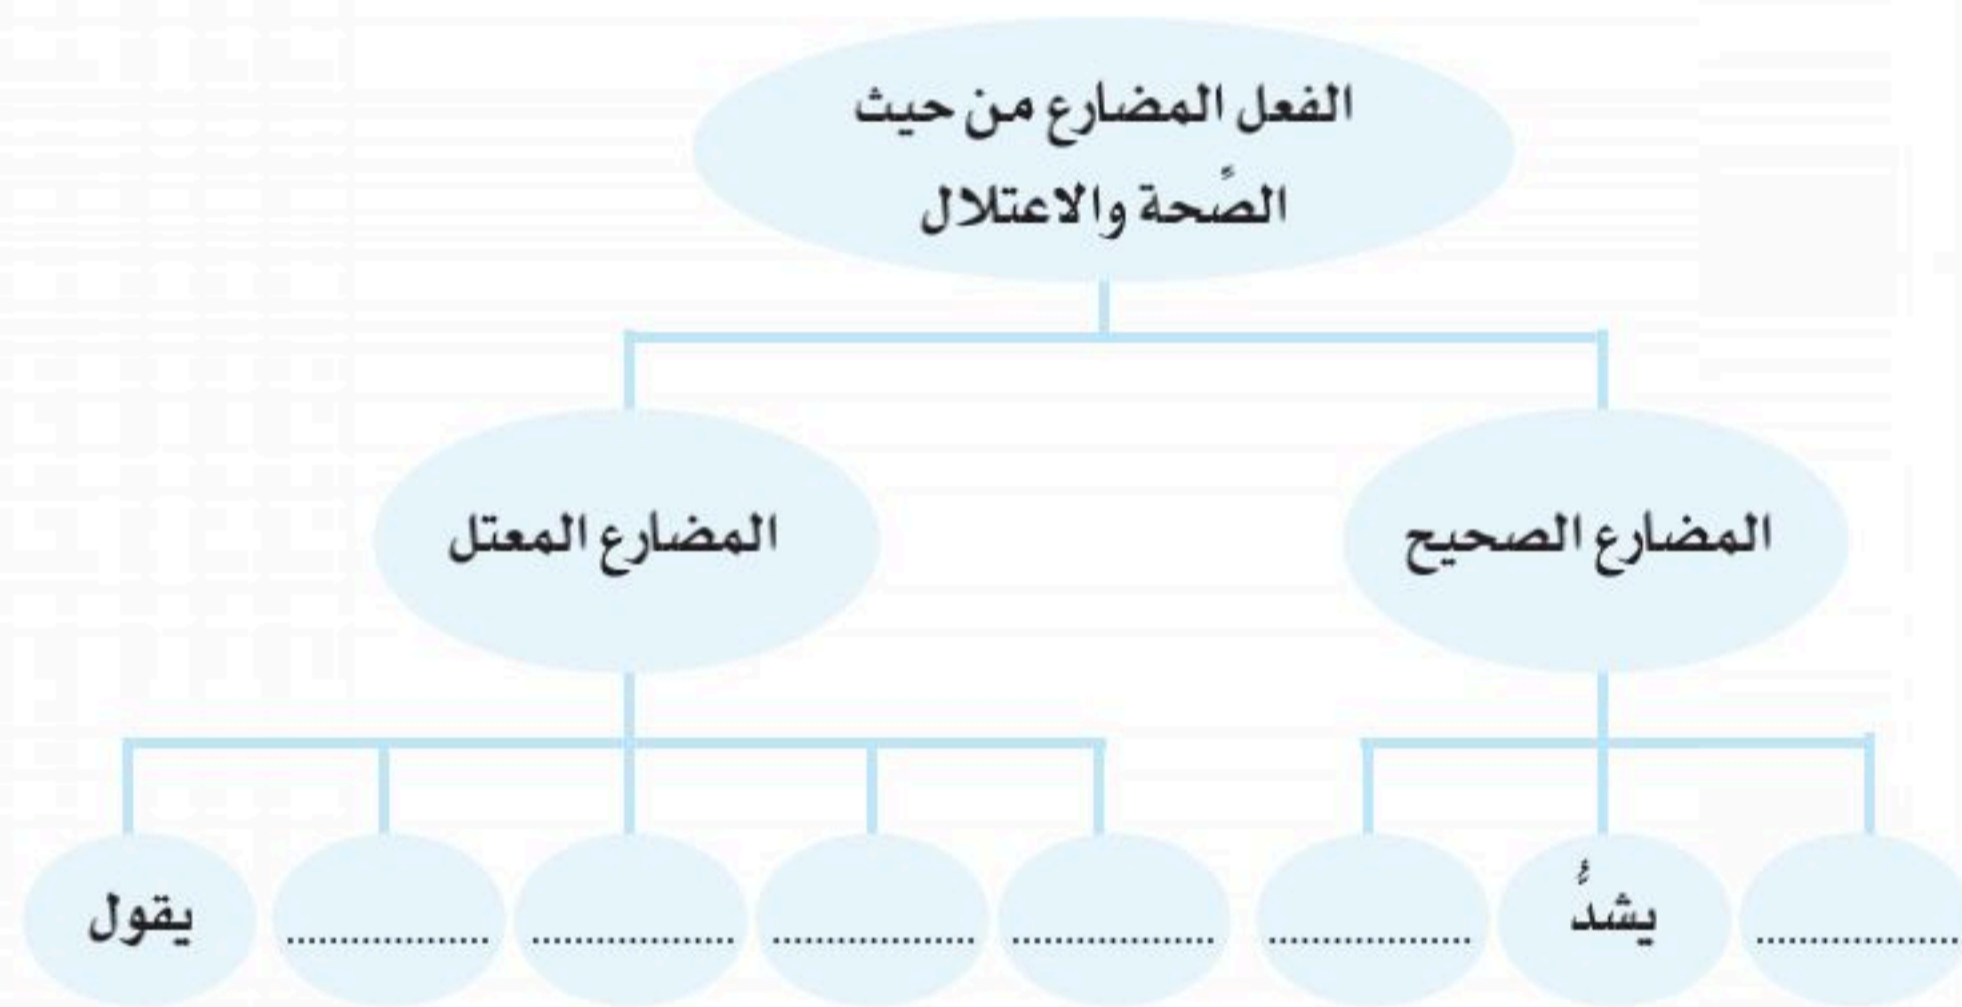 الفعل المضارع من حيث
الصَّحة والاعتلال
المضارع الصحيح
المضارع المعتل
..................
يشدُّ
..................
..................
..................
..................
..................
يقول